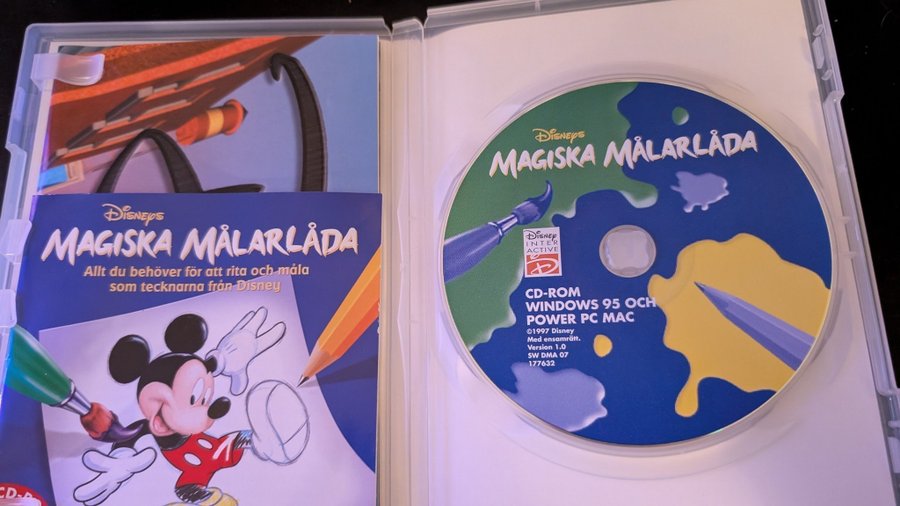 Disneys
MAGISKA MÅLARLÅDA
Allt du behöver för att rita och måla
som tecknarna från Disney
Disneys
MAGISKA MÅLARLÅDA
Disney
INTER
ACTIVE
CD-ROM
WINDOWS 95 OCH
POWER PC MAC
©1997 Disney
Med ensamrätt.
Version 1.0
SW DMA 07
177632